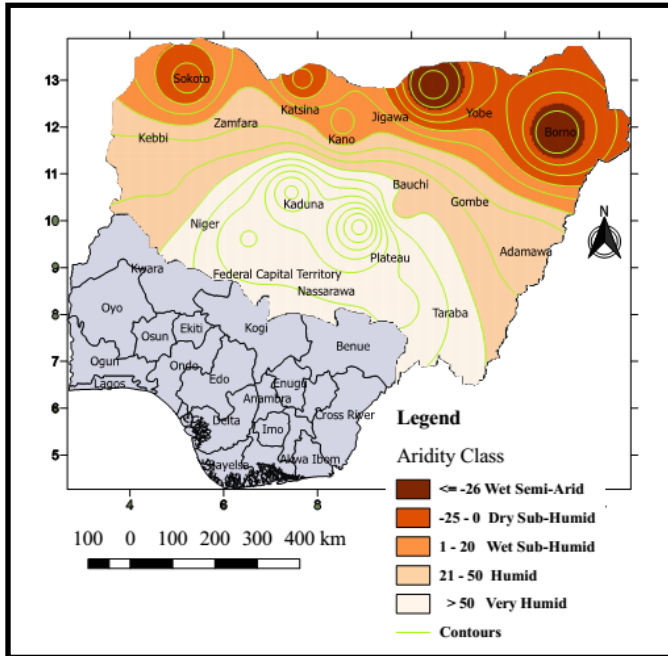 13
12
11
10
9
8
7
6
5
4
6
8
Sokoto
Katsina
Zamfara
Kebbi
Kano
Jigawa
Yobe
Borno
Bauchi
Gombe
Kaduna
Niger
Plateau
Adamawa
Federal Capital Territory
Nassarawa
Taraba
Kwara
Oyo
Osun
Ekiti
Kogi
Benue
Ogun
Ondo
Lagos
Edo
Enugu
Anambra
Cross River
Delta
Imo
Bayelsa
Akwa Ibom
N
Legend
Aridity Class
<= -26 Wet Semi-Arid
-25 - 0 Dry Sub-Humid
1 - 20 Wet Sub-Humid
21 - 50 Humid
> 50 Very Humid
Contours
100 0 100 200 300 400 km